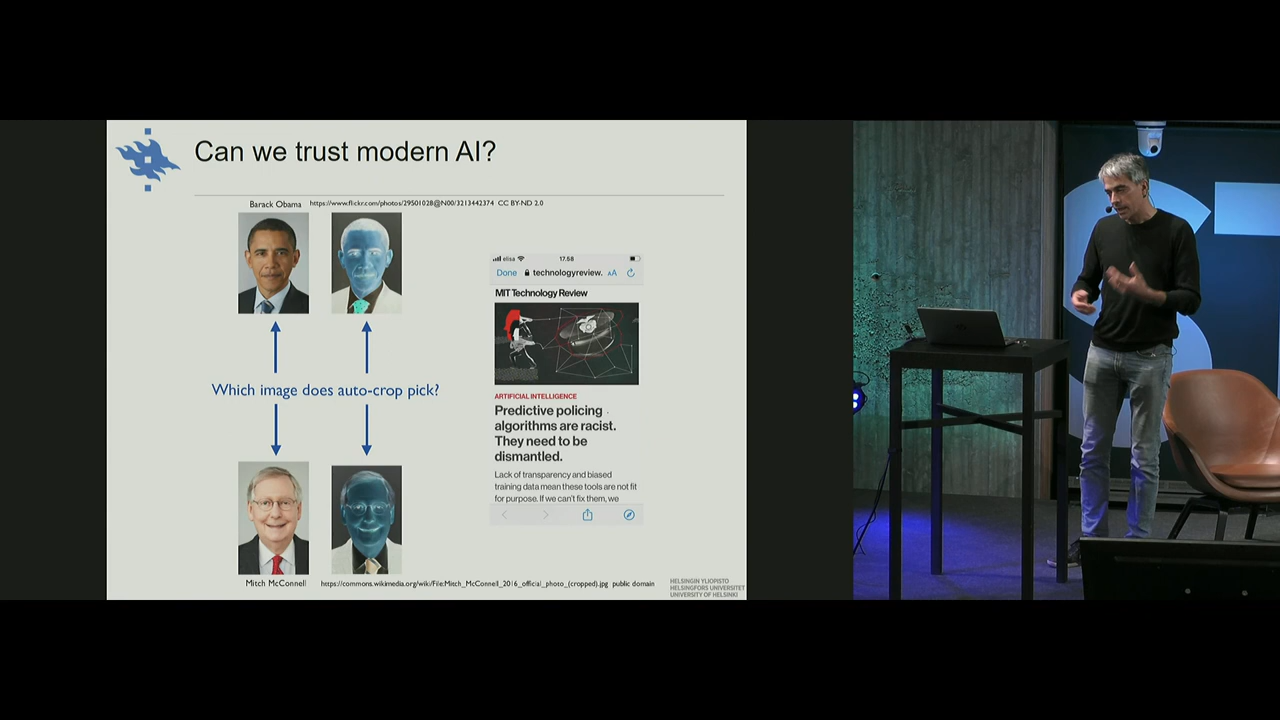 Can we trust modern AI?
Barack Obama https://www.flickr.com/photos/29501028@N00/3213442374 CC BY-ND 2.0
Which image does auto-crop pick?
Mitch McConnell https://commons.wikimedia.org/wiki/File:Mitch_McConnell_2016_official_photo_(cropped).jpg public domain
elisa 17.58
Done technologyreview. AA
MIT Technology Review
ARTIFICIAL INTELLIGENCE
Predictive policing
algorithms are racist.
They need to be
dismantled.
Lack of transparency and biased
training data mean these tools are not fit
for purpose. If we can't fix them, we
HELSINGIN YLIOPISTO
HELSINGFORS UNIVERSITET
UNIVERSITY OF HELSINKI